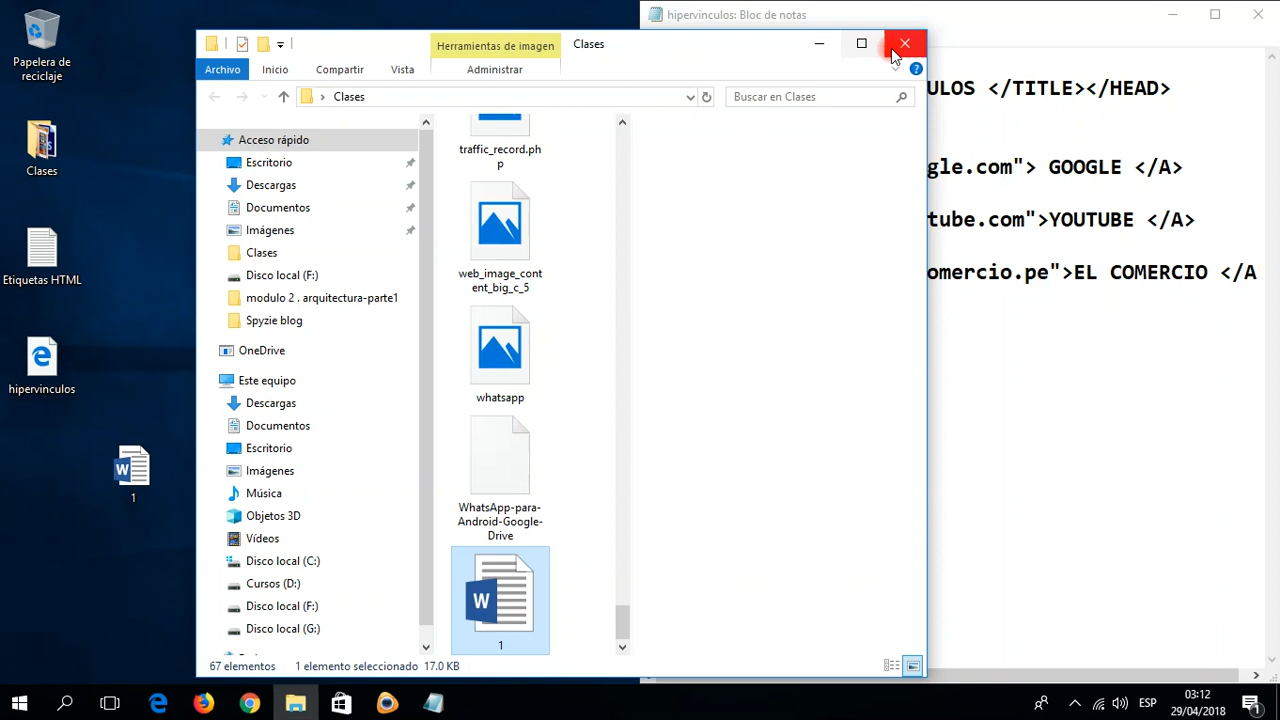 Papelera de
reciclaje
Clases
Etiquetas HTML
hipervinculos
1
hipervinculos: Bloc de notas
ULOS </TITLE></HEAD>
gle.com"> GOOGLE </A>
tube.com">YOUTUBE </A>
omercio.pe">EL COMERCIO </A
Herramientas de imagen
Clases
Archivo
Inicio
Compartir
Vista
Administrar
Clases
Buscar en Clases
Acceso rápido
Escritorio
Descargas
Documentos
Imágenes
Clases
Disco local (F:)
modulo 2 . arquitectura-parte1
Spyzie blog
OneDrive
Este equipo
Descargas
Documentos
Escritorio
Imágenes
Música
Objetos 3D
Vídeos
Disco local (C:)
Cursos (D:)
Disco local (F:)
Disco local (G:)
traffic_record.ph
p
web_image_cont
ent_big_c_5
whatsapp
WhatsApp-para-
Android-Google-
Drive
1
67 elementos
1 elemento seleccionado 17.0 KB
ESP
03:12
29/04/2018
1